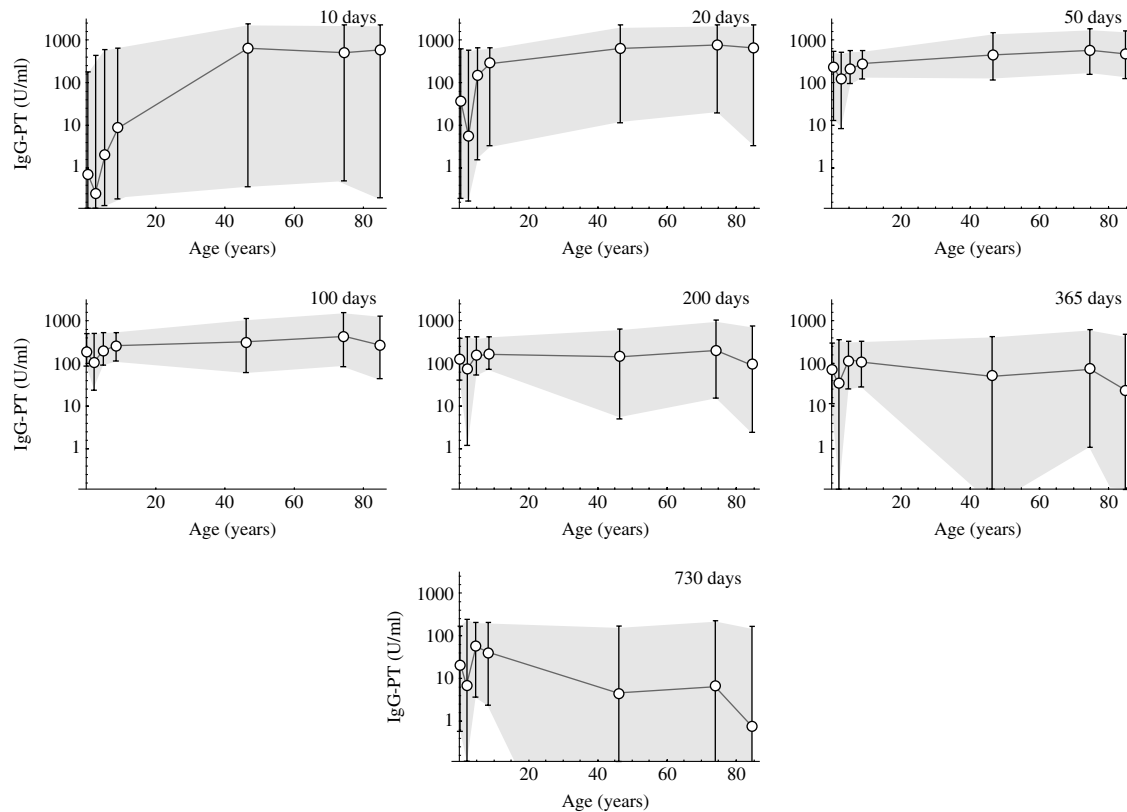 10 days
1000
100
10
1
IgG-PT (U/ml)
20 40 60 80
Age (years)
20 days
1000
100
10
1
20 40 60 80
Age (years)
50 days
1000
100
10
1
20 40 60 80
Age (years)
100 days
1000
100
10
1
IgG-PT (U/ml)
20 40 60 80
Age (years)
200 days
1000
100
10
1
20 40 60 80
Age (years)
365 days
1000
100
10
1
20 40 60 80
Age (years)
730 days
1000
100
10
1
IgG-PT (U/ml)
20 40 60 80
Age (years)